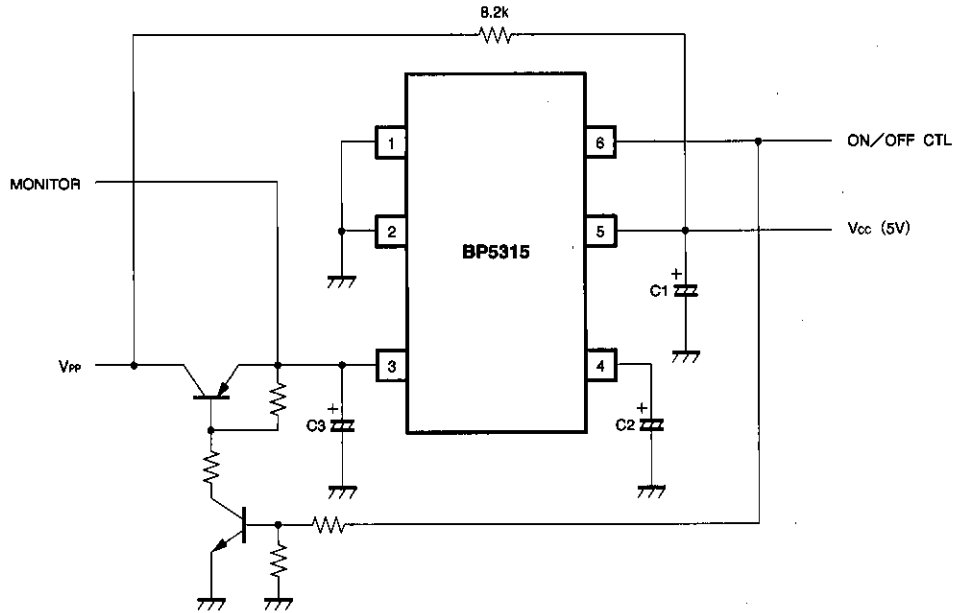 8.2k
1
6
ON/OFF CTL
MONITOR
2
5
Vcc (5V)
BP5315
C1
+
VPP
3
4
C3
+
C2
+